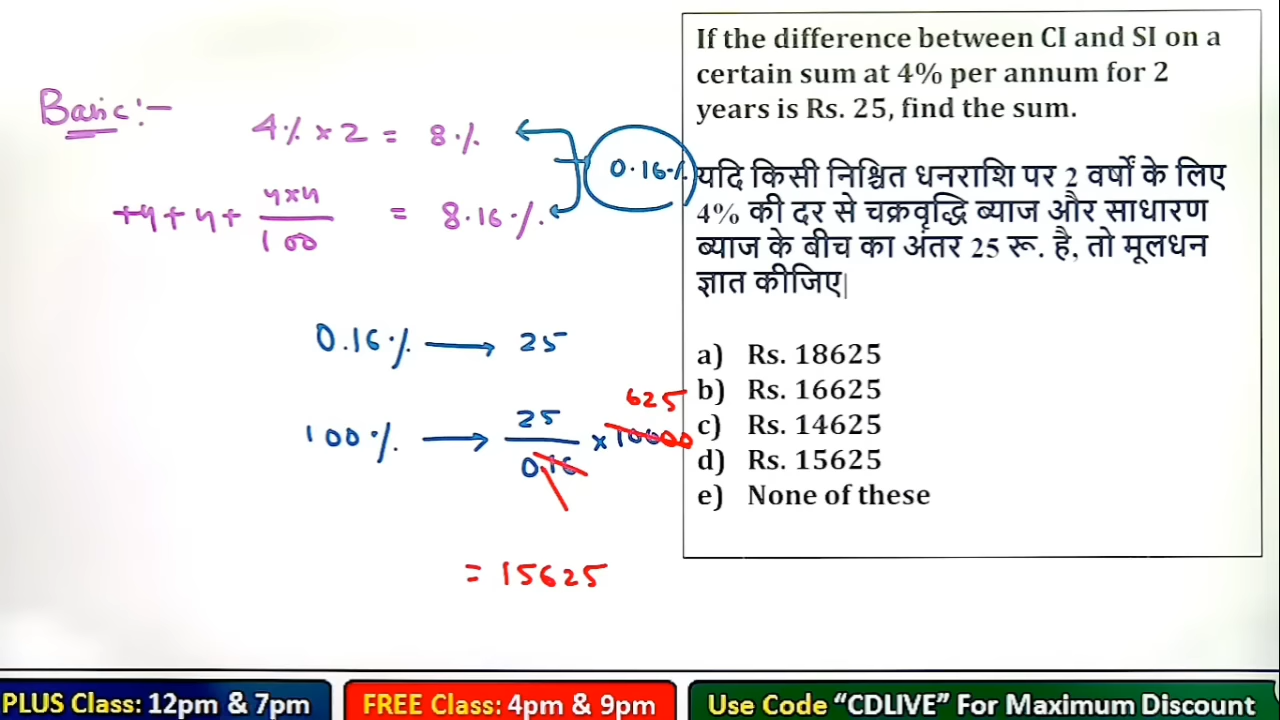 Basic:-
4% × 2 = 8%
0.16%
+4+4+ 4×4/100 = 8.16%
0.16% → 25
100% → 25/0.16 × 10000
625
= 15625
If the difference between CI and SI on a
certain sum at 4% per annum for 2
years is Rs. 25, find the sum.
यदि किसी निश्चित धनराशि पर 2 वर्षों के लिए
4% की दर से चक्रवृद्धि ब्याज और साधारण
ब्याज के बीच का अंतर 25 रू. है, तो मूलधन
ज्ञात कीजिए|
a) Rs. 18625
b) Rs. 16625
c) Rs. 14625
d) Rs. 15625
e) None of these
PLUS Class: 12pm & 7pm
FREE Class: 4pm & 9pm
Use Code “CDLIVE” For Maximum Discount